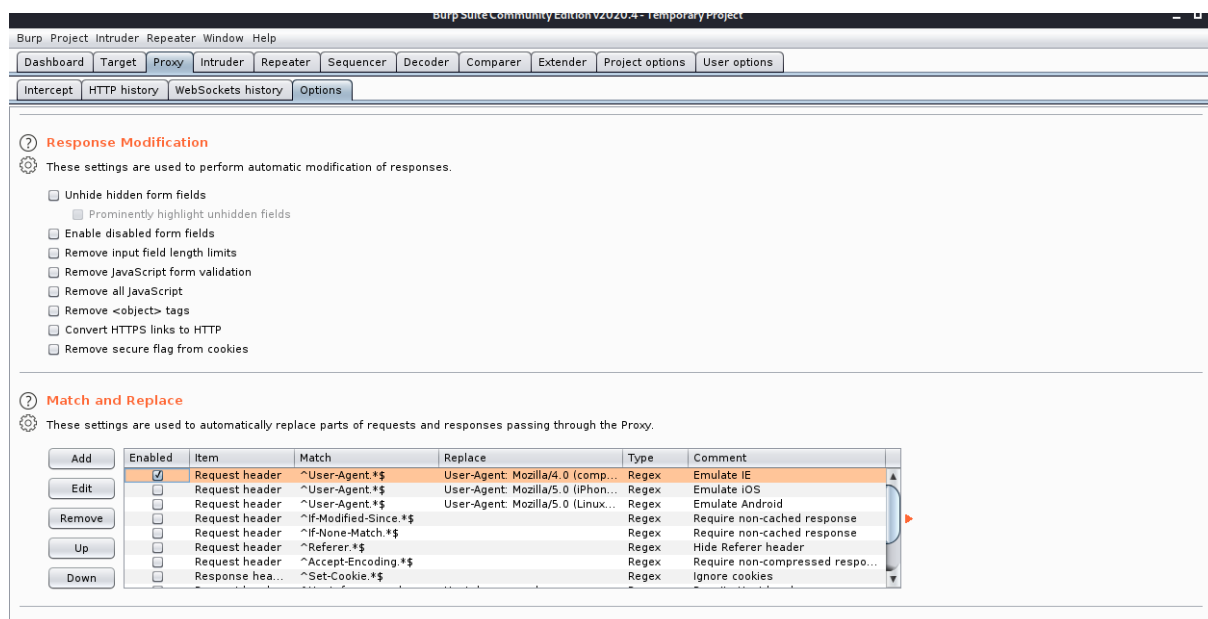 Burp Suite Community Edition v2020.4 - Temporary Project
Burp Project Intruder Repeater Window Help
Dashboard Target Proxy Intruder Repeater Sequencer Decoder Comparer Extender Project options User options
Intercept HTTP history WebSockets history Options
Response Modification
These settings are used to perform automatic modification of responses.
Unhide hidden form fields
Prominently highlight unhidden fields
Enable disabled form fields
Remove input field length limits
Remove JavaScript form validation
Remove all JavaScript
Remove <object> tags
Convert HTTPS links to HTTP
Remove secure flag from cookies
Match and Replace
These settings are used to automatically replace parts of requests and responses passing through the Proxy.
Add
Edit
Remove
Up
Down
Enabled Item Match Replace Type Comment
Request header ^User-Agent.*$ User-Agent: Mozilla/4.0 (comp... Regex Emulate IE
Request header ^User-Agent.*$ User-Agent: Mozilla/5.0 (iPhon... Regex Emulate iOS
Request header ^User-Agent.*$ User-Agent: Mozilla/5.0 (Linux... Regex Emulate Android
Request header ^If-Modified-Since.*$ Regex Require non-cached response
Request header ^If-None-Match.*$ Regex Require non-cached response
Request header ^Referer.*$ Regex Hide Referer header
Request header ^Accept-Encoding.*$ Regex Require non-compressed respo...
Response hea... ^Set-Cookie.*$ Regex Ignore cookies